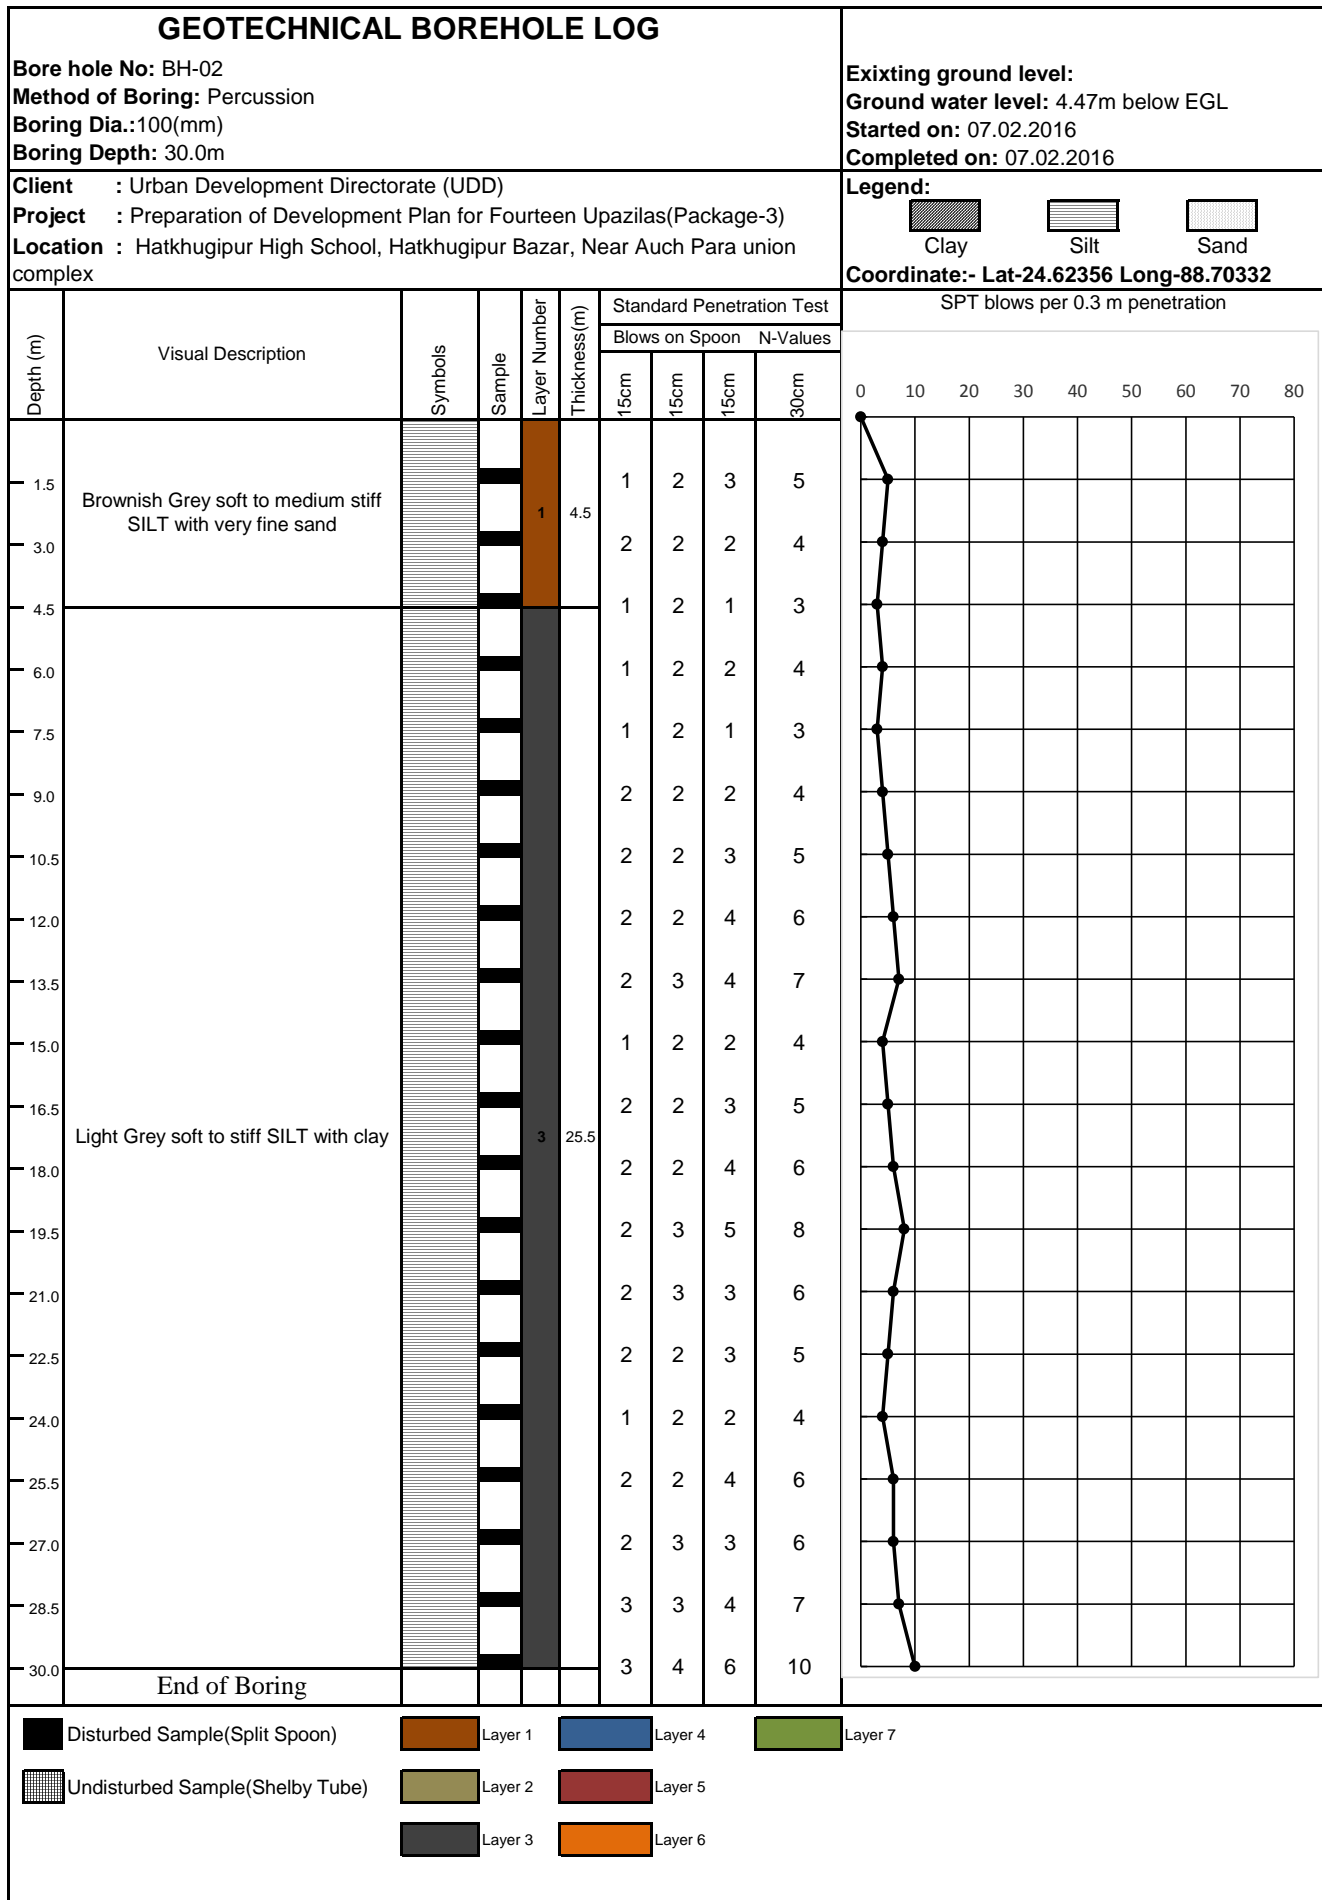 GEOTECHNICAL BOREHOLE LOG
Bore hole No: BH-02
Method of Boring: Percussion
Boring Dia.:100(mm)
Boring Depth: 30.0m
Exixting ground level:
Ground water level: 4.47m below EGL
Started on: 07.02.2016
Completed on: 07.02.2016
Client : Urban Development Directorate (UDD)
Project : Preparation of Development Plan for Fourteen Upazilas(Package-3)
Location : Hatkhugipur High School, Hatkhugipur Bazar, Near Auch Para union
complex
Legend:
Clay Silt Sand
Coordinate:- Lat-24.62356 Long-88.70332
Depth (m)
Visual Description
Symbols
Sample
Layer Number
Thickness(m)
Standard Penetration Test
Blows on Spoon N-Values
15cm 15cm 15cm 30cm
SPT blows per 0.3 m penetration
0 10 20 30 40 50 60 70 80
1.5 1 2 3 5
Brownish Grey soft to medium stiff
SILT with very fine sand
1 4.5
3.0 2 2 2 4
4.5 1 2 1 3
6.0 1 2 2 4
7.5 1 2 1 3
9.0 2 2 2 4
10.5 2 2 3 5
12.0 2 2 4 6
13.5 2 3 4 7
15.0 1 2 2 4
16.5 2 2 3 5
Light Grey soft to stiff SILT with clay 3 25.5
18.0 2 2 4 6
19.5 2 3 5 8
21.0 2 3 3 6
22.5 2 2 3 5
24.0 1 2 2 4
25.5 2 2 4 6
27.0 2 3 3 6
28.5 3 3 4 7
30.0 3 4 6 10
End of Boring
Disturbed Sample(Split Spoon) Layer 1 Layer 4 Layer 7
Undisturbed Sample(Shelby Tube) Layer 2 Layer 5
Layer 3 Layer 6